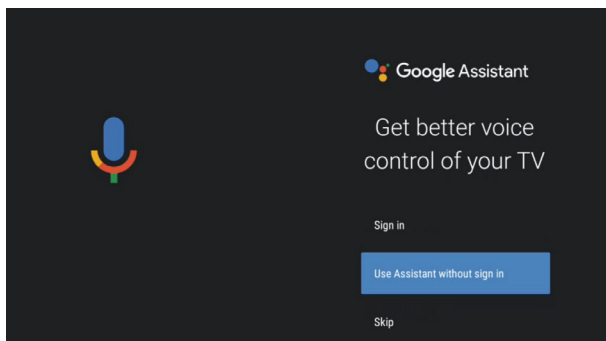 Google Assistant
Get better voice
control of your TV
Sign in
Use Assistant without sign in
Skip